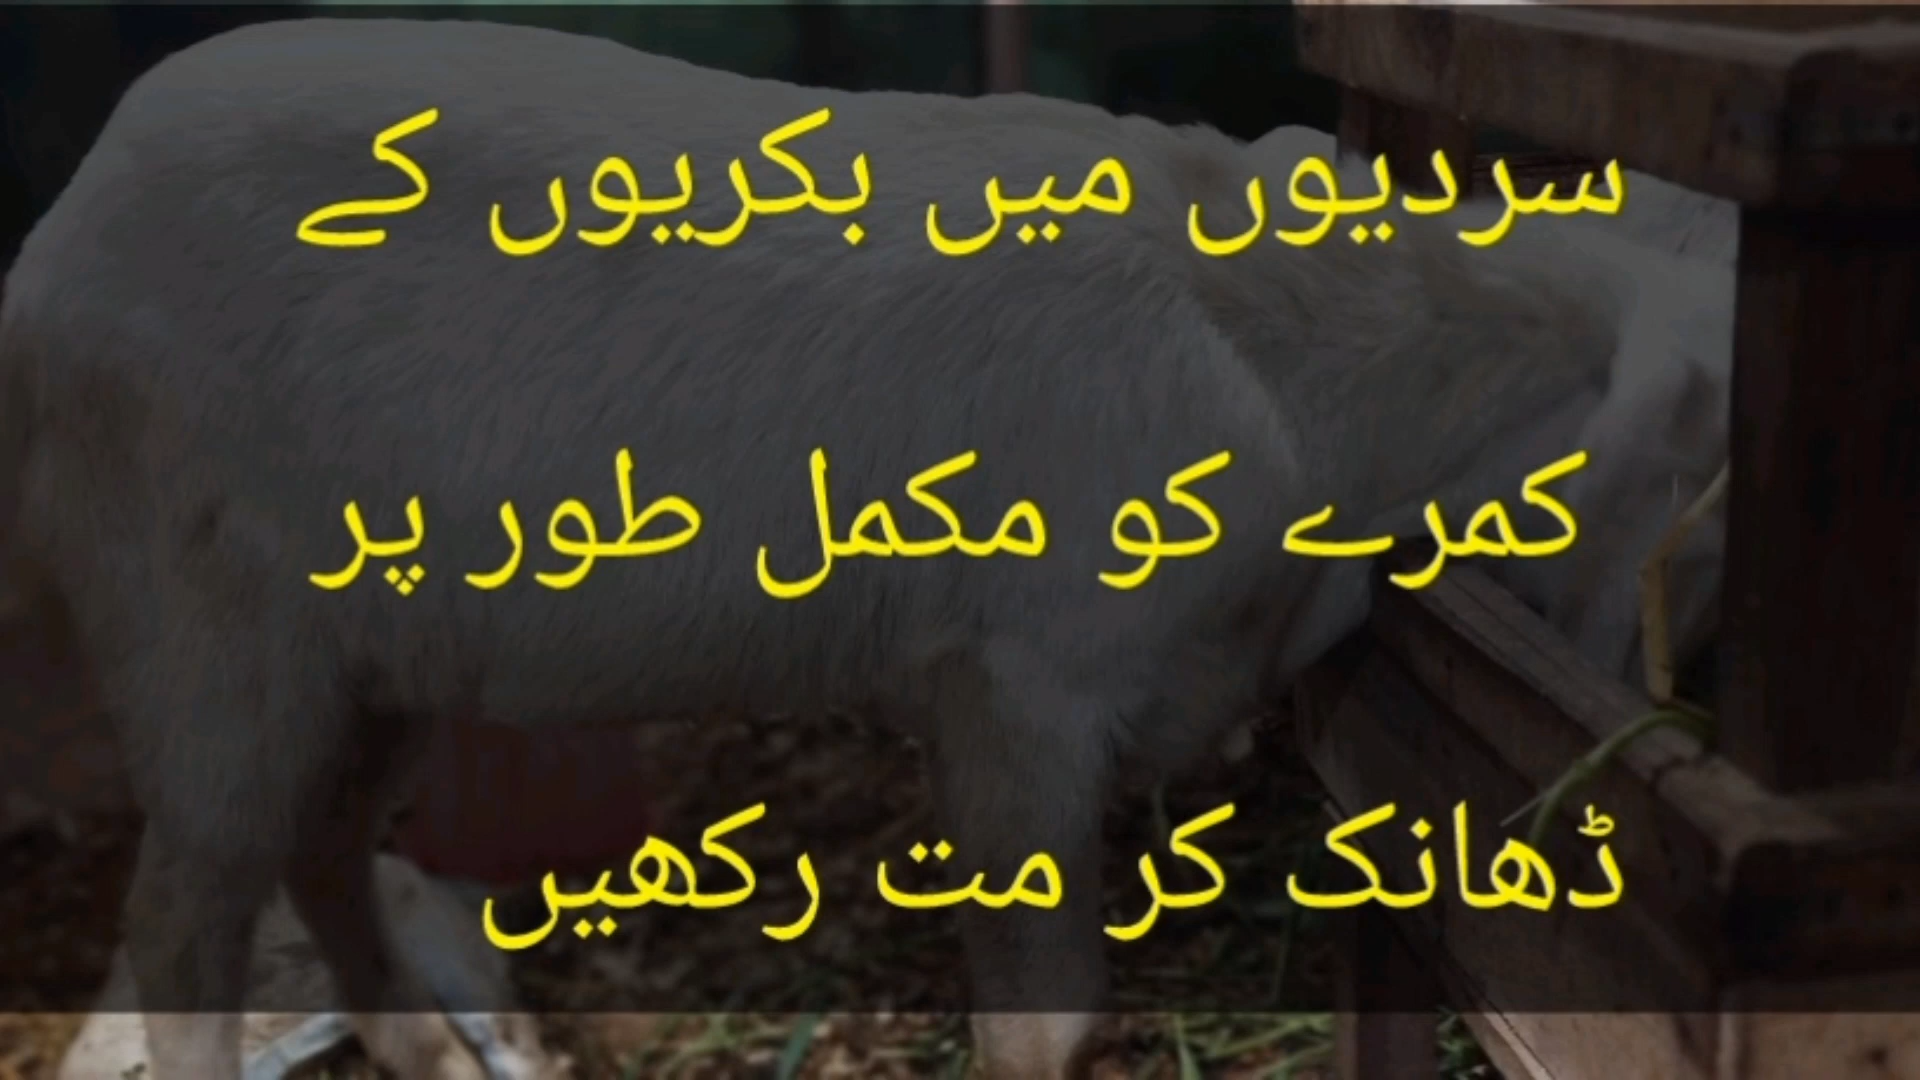 سردیوں میں بکریوں کے
کمرے کو مکمل طور پر
ڈھانک کر مت رکھیں